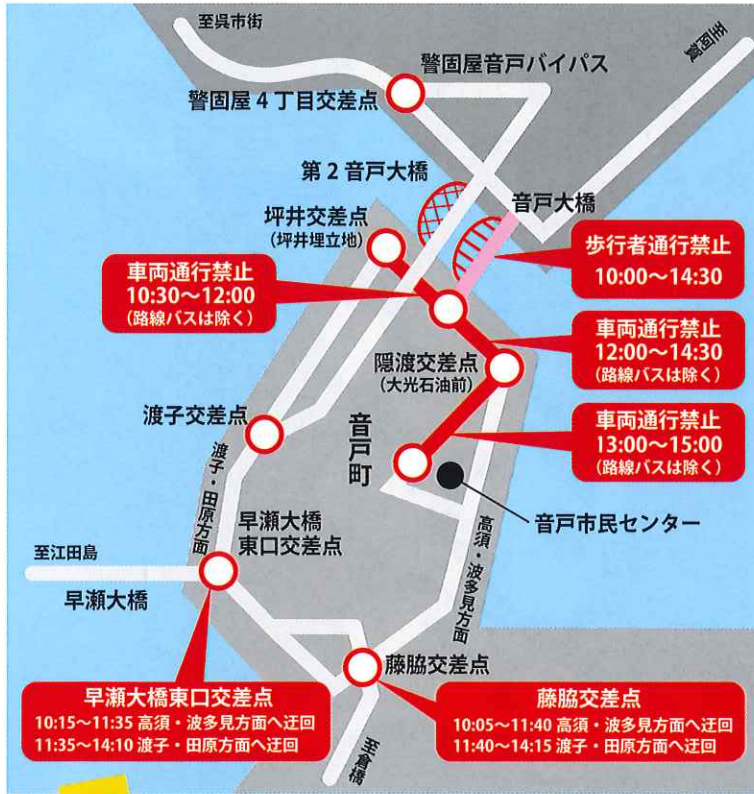 至呉市街
至阿賀
警固屋音戸バイパス
警固屋4丁目交差点
第2音戸大橋
音戸大橋
坪井交差点
(坪井埋立地)
歩行者通行禁止
10:00～14:30
車両通行禁止
10:30～12:00
(路線バスは除く)
車両通行禁止
12:00～14:30
(路線バスは除く)
隠渡交差点
(大光石油前)
渡子交差点
音戸町
車両通行禁止
13:00～15:00
(路線バスは除く)
渡子・田原方面
早瀬大橋
東口交差点
音戸市民センター
高須・波多見方面
至江田島
早瀬大橋
藤脇交差点
早瀬大橋東口交差点
10:15～11:35 高須・波多見方面へ迂回
11:35～14:10 渡子・田原方面へ迂回
藤脇交差点
10:05～11:40 高須・波多見方面へ迂回
11:40～14:15 渡子・田原方面へ迂回
至倉橋